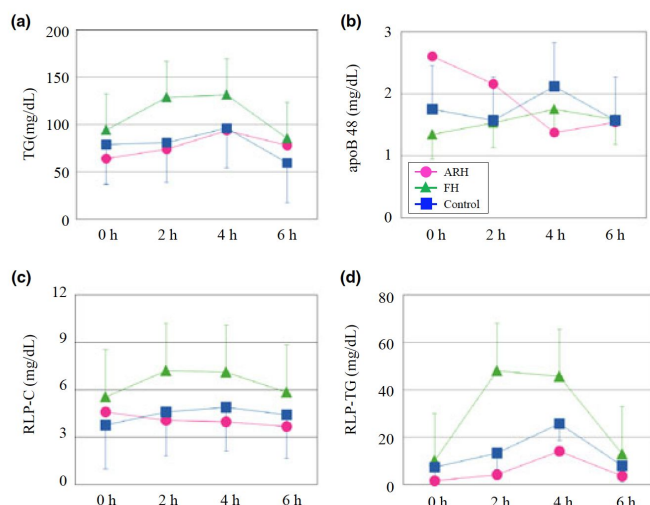 (a)
200
150
100
50
0
TG(mg/dL)
0 h 2 h 4 h 6 h
(b)
3
2
1
0
apoB 48 (mg/dL)
ARH
FH
Control
0 h 2 h 4 h 6 h
(c)
12
9
6
3
0
RLP-C (mg/dL)
0 h 2 h 4 h 6 h
(d)
80
60
40
20
0
RLP-TG (mg/dL)
0 h 2 h 4 h 6 h